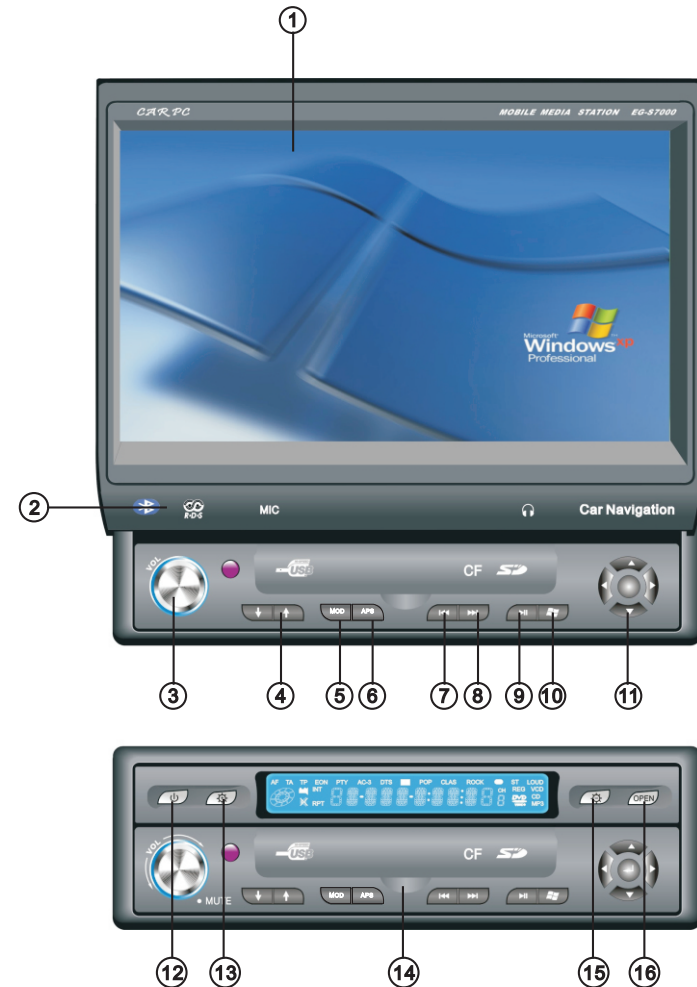 1
CAR PC MOBILE MEDIA STATION EG-S7000
Microsoft
Windows xp
Professional
2 R·D·S MIC Car Navigation
VOL USB CF SD
MOD APS
3 4 5 6 7 8 9 10 11
AF TA TP EON PTY AC-3 DTS POP CLAS ROCK ST LOUD
INT CH REG VCD
RPT DVD CD
MP3
OPEN
VOL USB CF SD
MUTE MOD APS
12 13 14 15 16